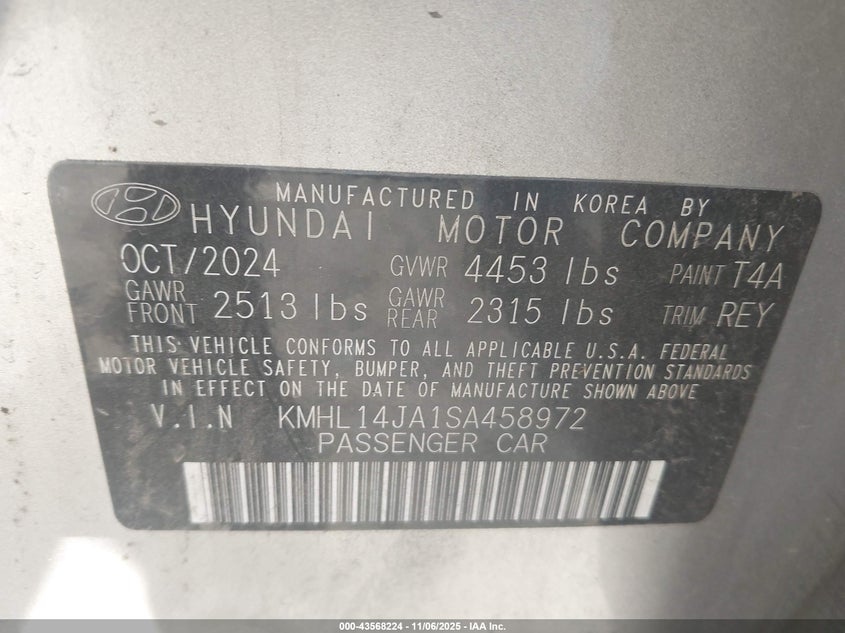 MANUFACTURED IN KOREA BY
HYUNDAI MOTOR COMPANY
OCT/2024 GVWR 4453 lbs PAINT T4A
GAWR FRONT 2513 lbs GAWR REAR 2315 lbs TRIM REY
THIS VEHICLE CONFORMS TO ALL APPLICABLE U.S.A. FEDERAL
MOTOR VEHICLE SAFETY, BUMPER, AND THEFT PREVENTION STANDARDS
IN EFFECT ON THE DATE OF MANUFACTURE SHOWN ABOVE
V.I.N KMHL14JA1SA458972
PASSENGER CAR
000-43568224 - 11/06/2025 - IAA Inc.